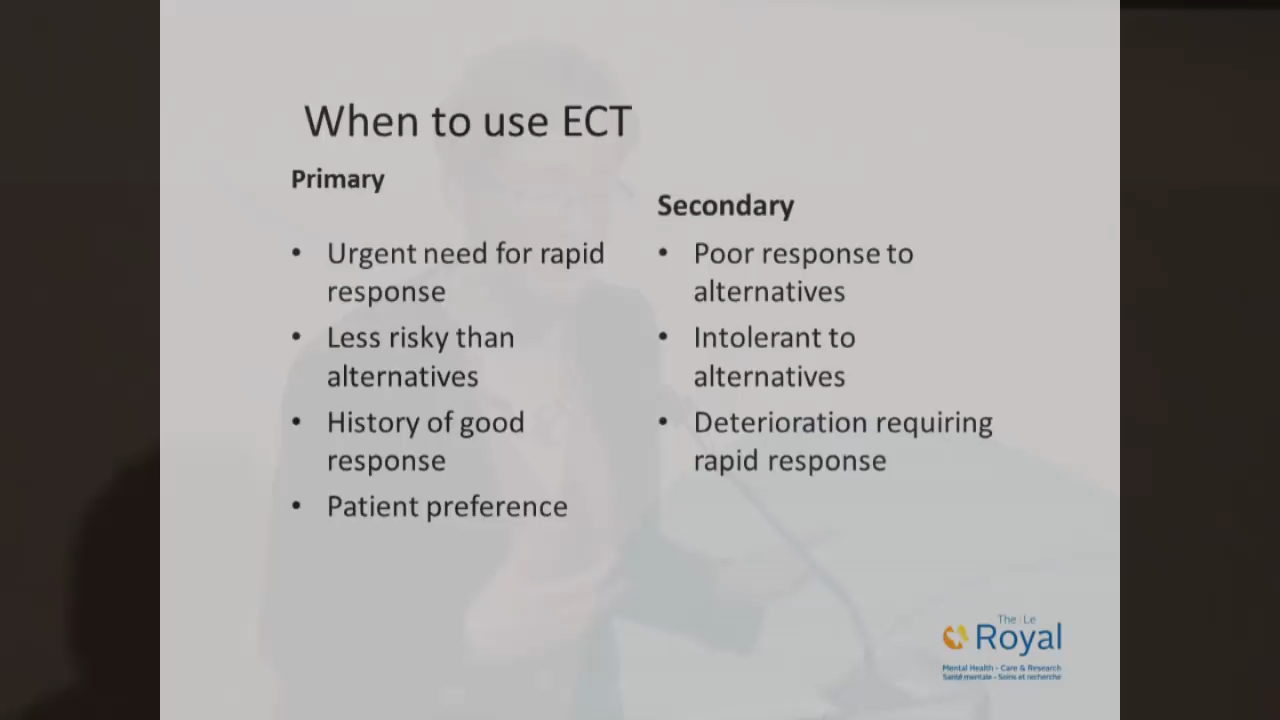 When to use ECT
Primary
• Urgent need for rapid
response
• Less risky than
alternatives
• History of good
response
• Patient preference
Secondary
• Poor response to
alternatives
• Intolerant to
alternatives
• Deterioration requiring
rapid response
The Le
Royal
Mental Health - Care & Research
Santé mentale - Soins et recherche